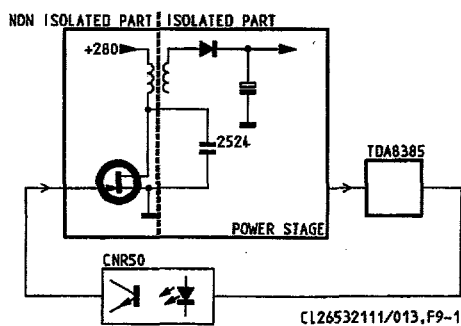 NON ISOLATED PART ISOLATED PART
+280
2524
TDA8385
POWER STAGE
CNR50
CL26532111/013,F9-1